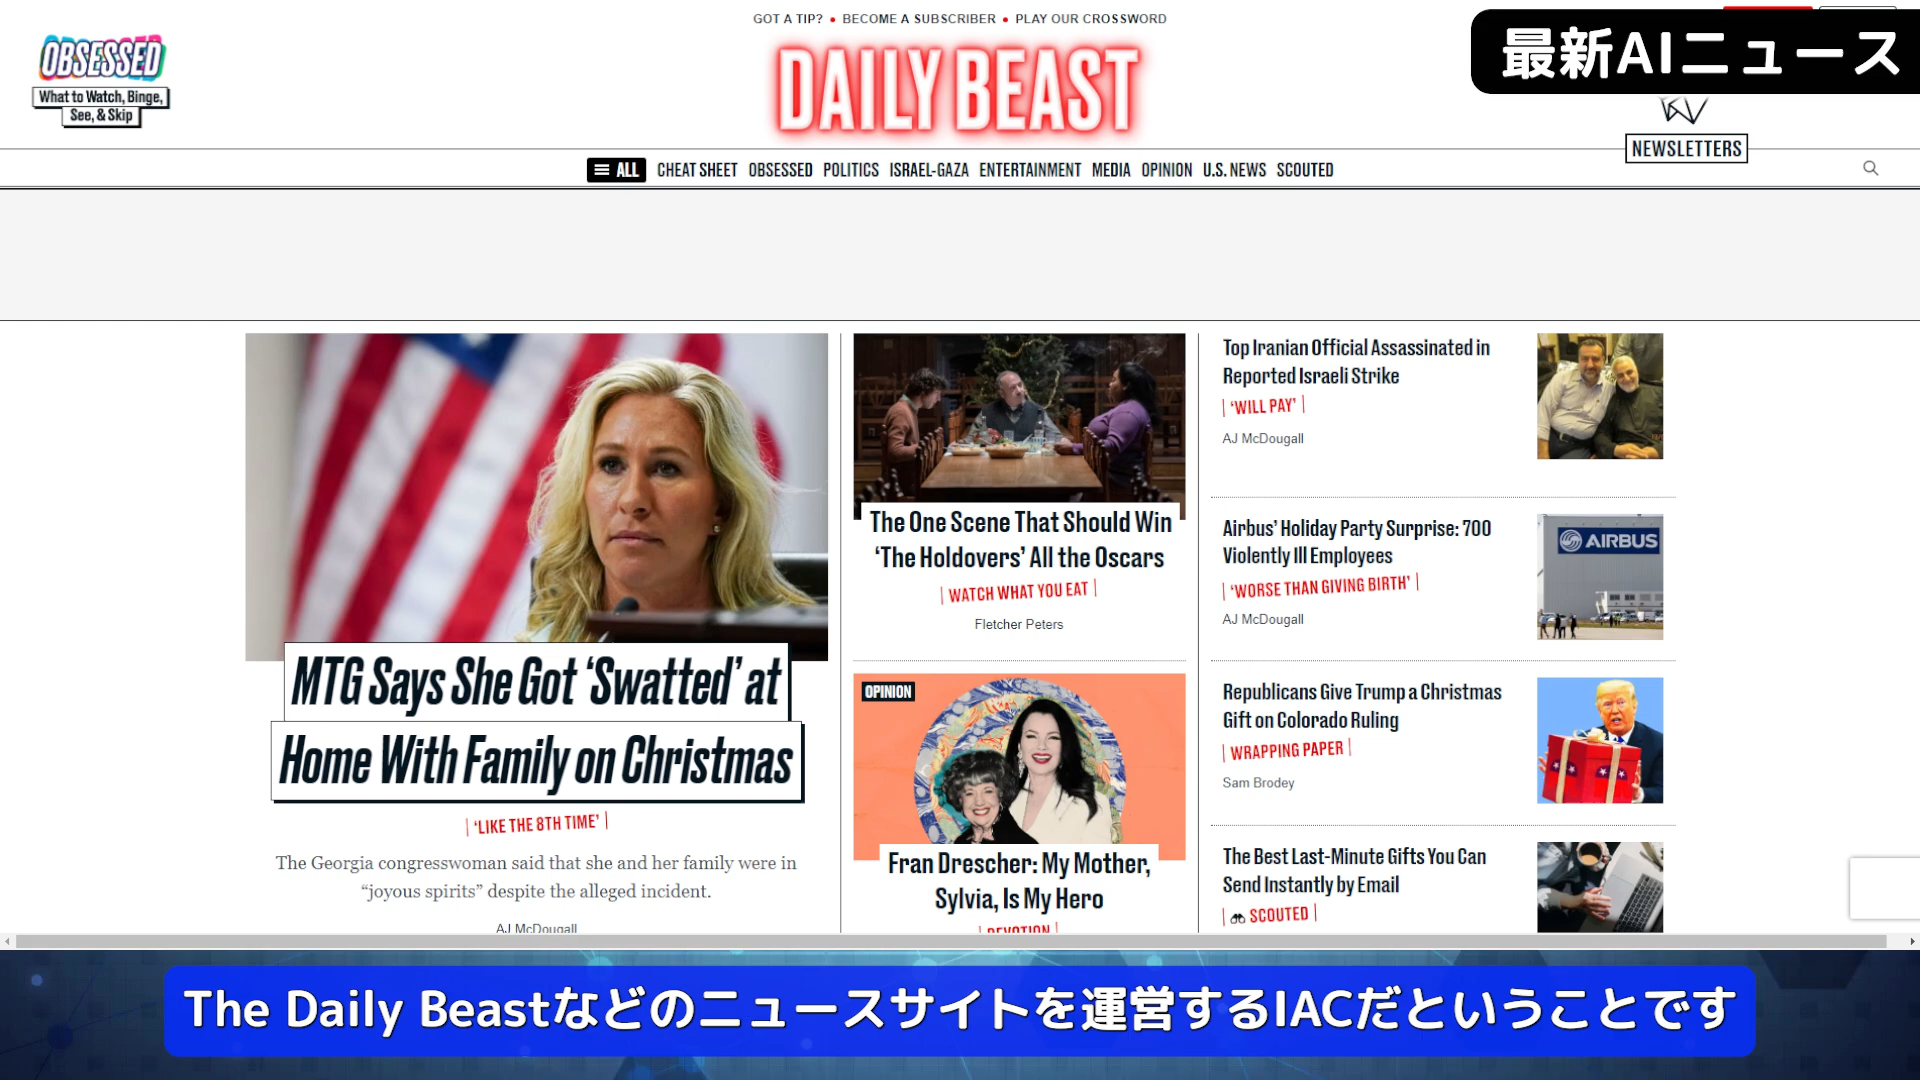 GOT A TIP? • BECOME A SUBSCRIBER • PLAY OUR CROSSWORD
最新AIニュース
OBSESSED
What to Watch, Binge,
See, & Skip
DAILY BEAST
NEWSLETTERS
ALL CHEAT SHEET OBSESSED POLITICS ISRAEL-GAZA ENTERTAINMENT MEDIA OPINION U.S. NEWS SCOUTED
MTG Says She Got ‘Swatted’ at
Home With Family on Christmas
‘LIKE THE 8TH TIME’
The Georgia congresswoman said that she and her family were in
“joyous spirits” despite the alleged incident.
AJ McDougall
The One Scene That Should Win
‘The Holdovers’ All the Oscars
WATCH WHAT YOU EAT
Fletcher Peters
OPINION
Fran Drescher: My Mother,
Sylvia, Is My Hero
DEVOTION
Top Iranian Official Assassinated in
Reported Israeli Strike
‘WILL PAY’
AJ McDougall
Airbus’ Holiday Party Surprise: 700
Violently Ill Employees
‘WORSE THAN GIVING BIRTH’
AJ McDougall
AIRBUS
Republicans Give Trump a Christmas
Gift on Colorado Ruling
WRAPPING PAPER
Sam Brodey
The Best Last-Minute Gifts You Can
Send Instantly by Email
SCOUTED
The Daily Beastなどのニュースサイトを運営するIACだということです